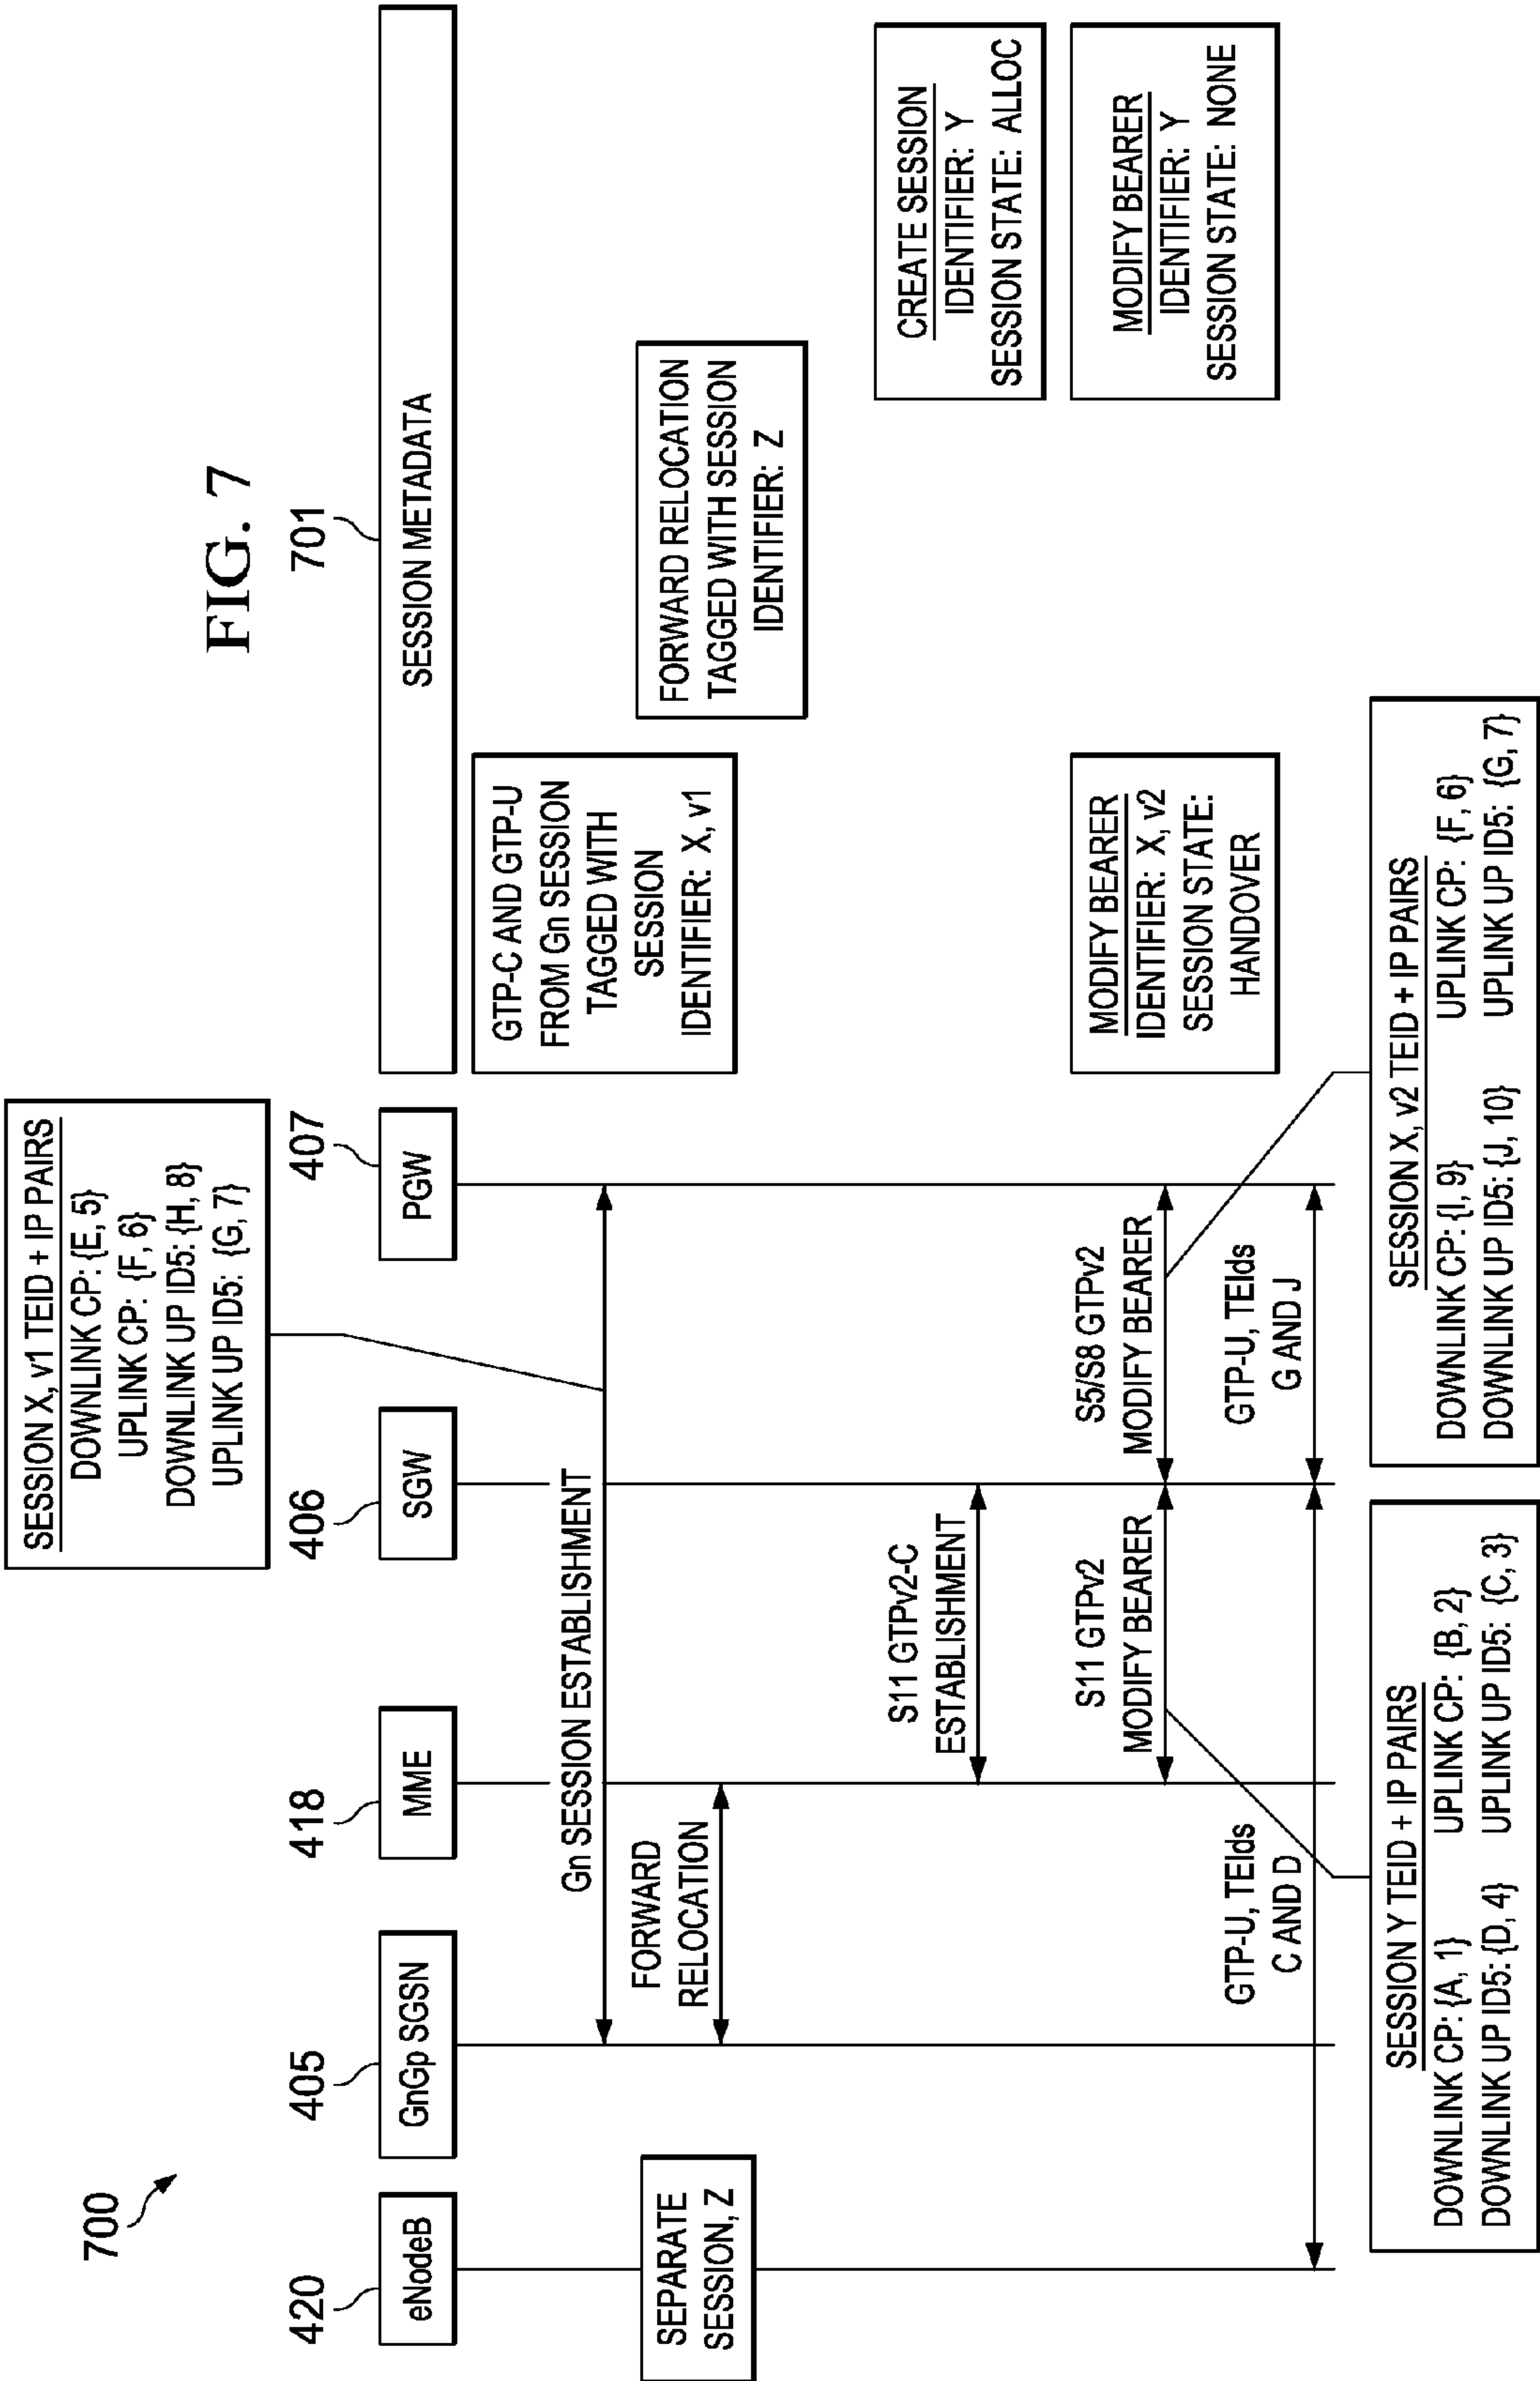 700
SESSION X, v1 TEID + IP PAIRS
DOWNLINK CP: {E, 5}
UPLINK CP: {F, 6}
DOWNLINK UP ID5: {H, 8}
UPLINK UP ID5: {G, 7}
FIG. 7
420
405
418
406
407
701
eNodeB
GnGp SGSN
MME
SGW
PGW
SESSION METADATA
Gn SESSION ESTABLISHMENT
GTP-C AND GTP-U
FROM Gn SESSION
TAGGED WITH
SESSION
IDENTIFIER: X, v1
SEPARATE
SESSION, Z
FORWARD
RELOCATION
FORWARD RELOCATION
TAGGED WITH SESSION
IDENTIFIER: Z
S11 GTPv2-C
ESTABLISHMENT
CREATE SESSION
IDENTIFIER: Y
SESSION STATE: ALLOC
S11 GTPv2
MODIFY BEARER
S5/S8 GTPv2
MODIFY BEARER
MODIFY BEARER
IDENTIFIER: X, v2
SESSION STATE:
HANDOVER
MODIFY BEARER
IDENTIFIER: Y
SESSION STATE: NONE
GTP-U, TEIds
C AND D
GTP-U, TEIds
G AND J
SESSION Y TEID + IP PAIRS
DOWNLINK CP: {A, 1} UPLINK CP: {B, 2}
DOWNLINK UP ID5: {D, 4} UPLINK UP ID5: {C, 3}
SESSION X, v2 TEID + IP PAIRS
DOWNLINK CP: {I, 9} UPLINK CP: {F, 6}
DOWNLINK UP ID5: {J, 10} UPLINK UP ID5: {G, 7}